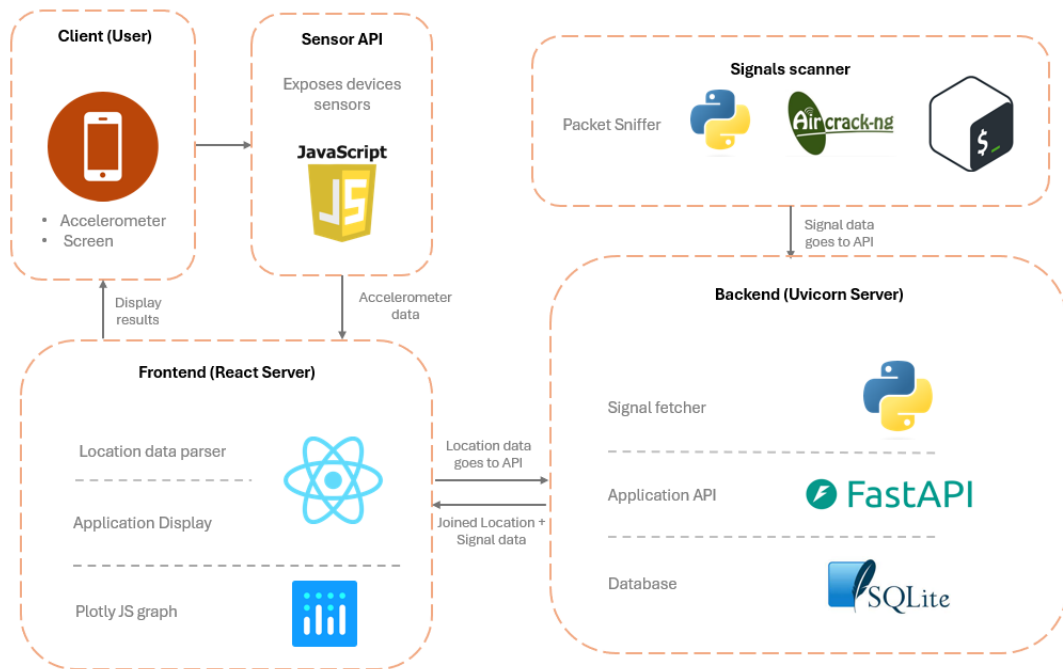 Client (User)
• Accelerometer
• Screen
Sensor API
Exposes devices
sensors
JavaScript
JS
Signals scanner
Packet Sniffer
Aircrack-ng
$_
Signal data
goes to API
Display
results
Accelerometer
data
Frontend (React Server)
Location data parser
Application Display
Plotly JS graph
Location data
goes to API
Joined Location +
Signal data
Backend (Uvicorn Server)
Signal fetcher
Application API
FastAPI
Database
SQLite